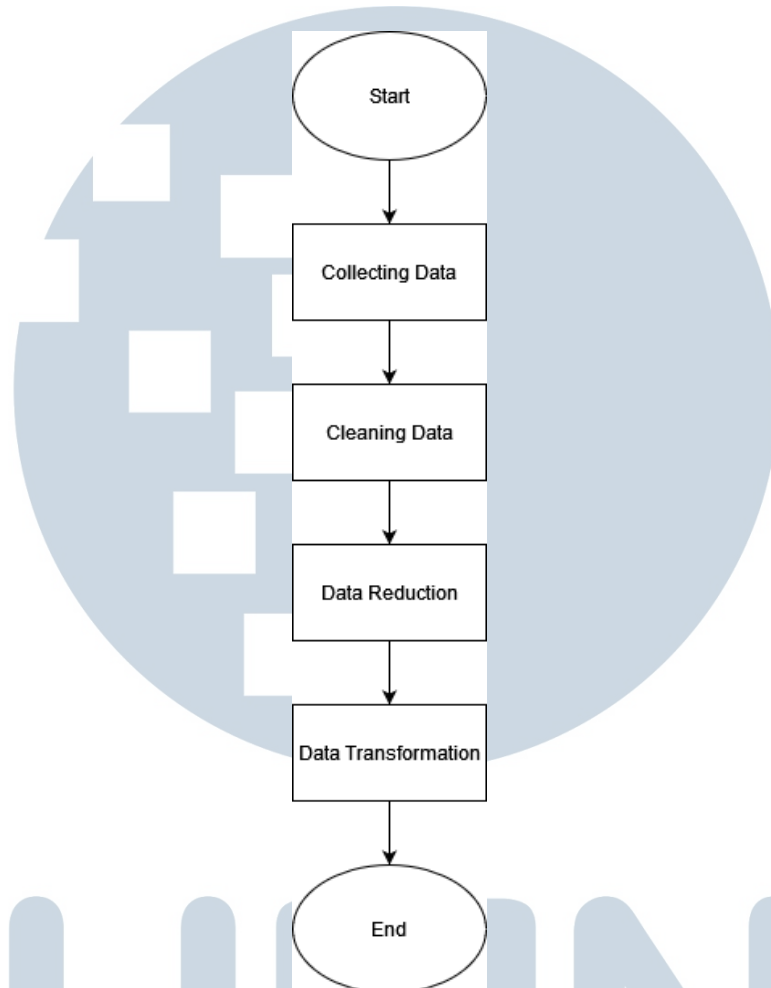 Start
Collecting Data
Cleaning Data
Data Reduction
Data Transformation
End